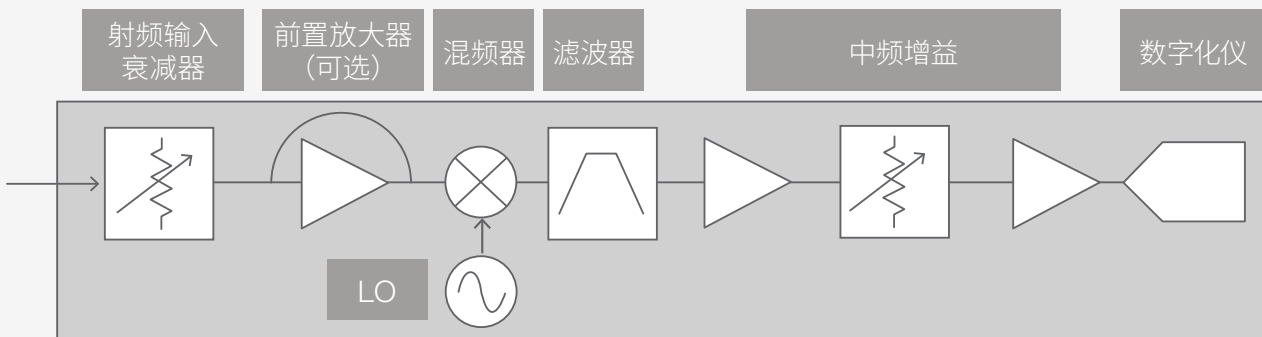 射频输入
衰减器
前置放大器
（可选）
混频器
滤波器
中频增益
数字化仪
LO